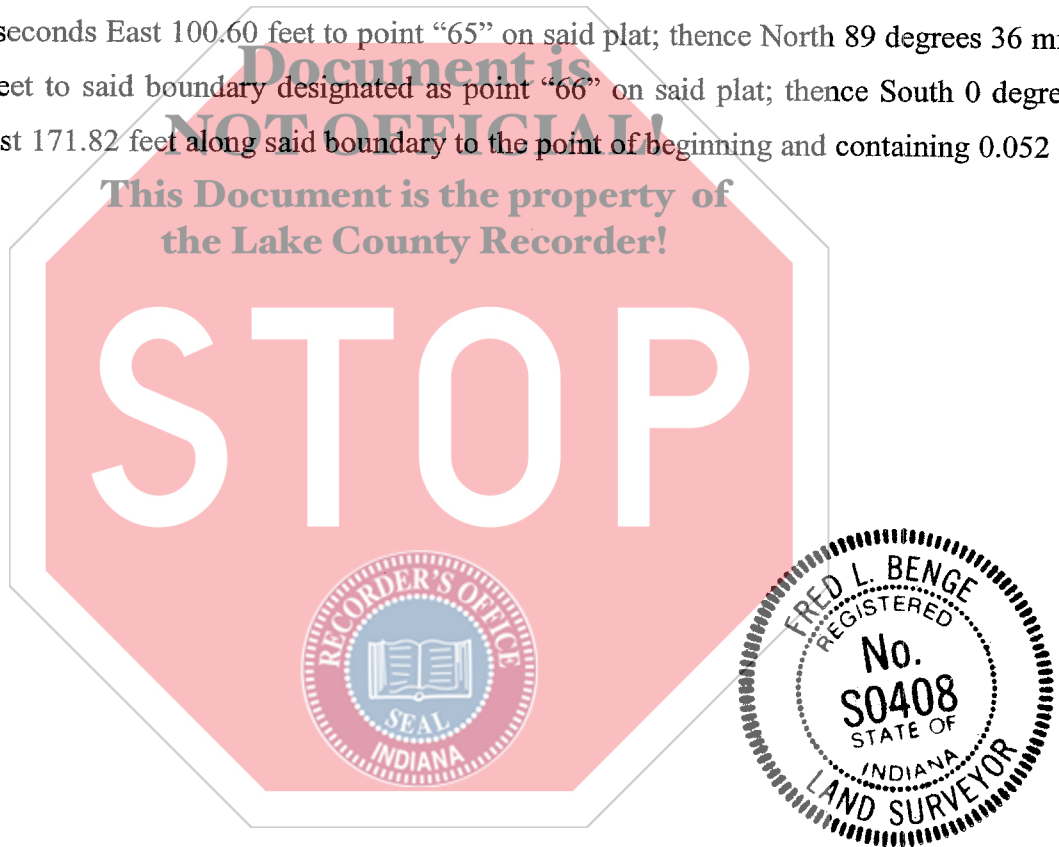 seconds East 100.60 feet to point “65” on said plat; thence North 89 degrees 36
Document is
eet to said boundary designated as point “66” on said plat; thence South 0
NOT OFFICIAL!
st 171.82 feet along said boundary to the point of beginning and containing 0.052
This Document is the property of
the Lake County Recorder!
STOP
RECORDER'S OFFICE
SEAL
INDIANA
FRED L. BENGE
REGISTERED
No.
S0408
STATE OF
INDIANA
LAND SURVEYOR